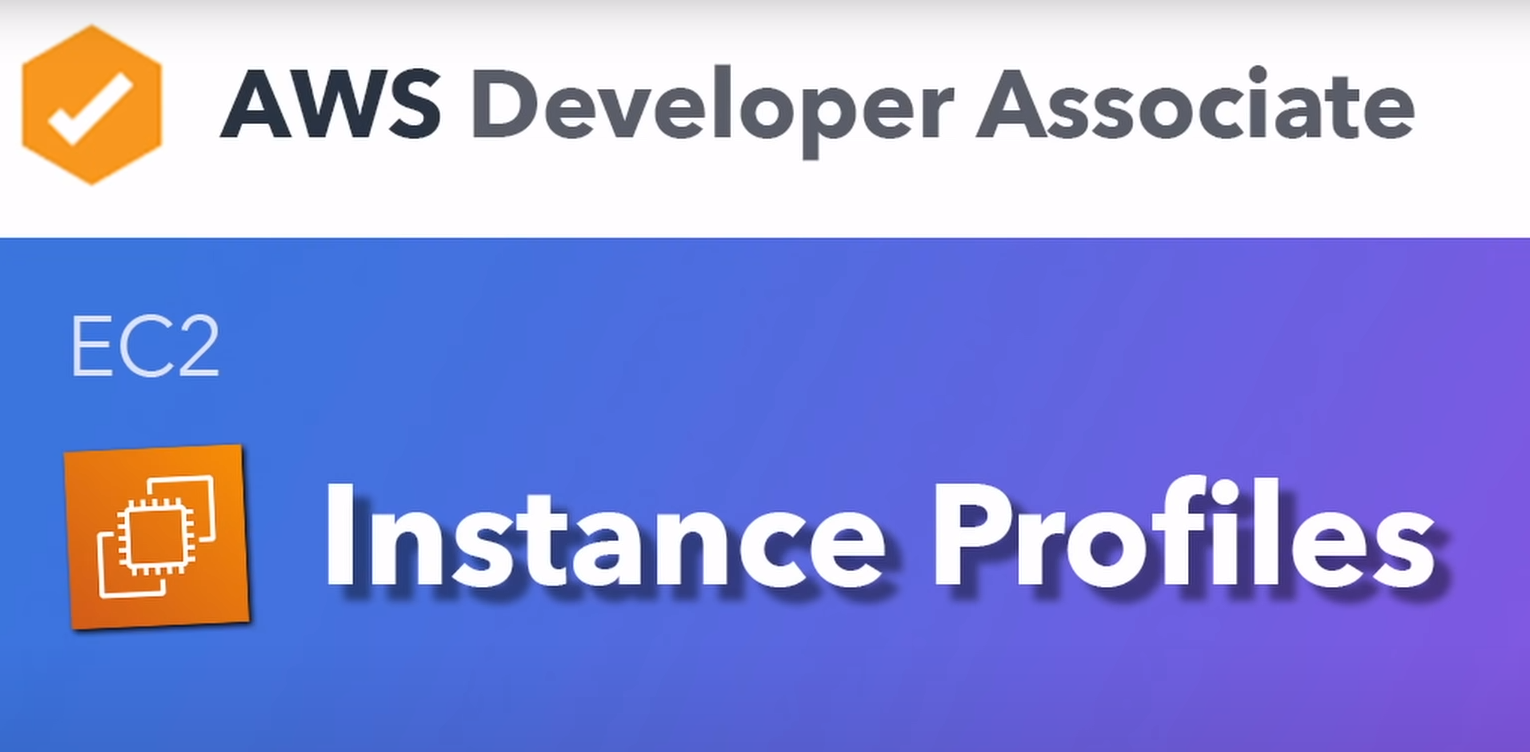 AWS Developer Associate
EC2
Instance Profiles